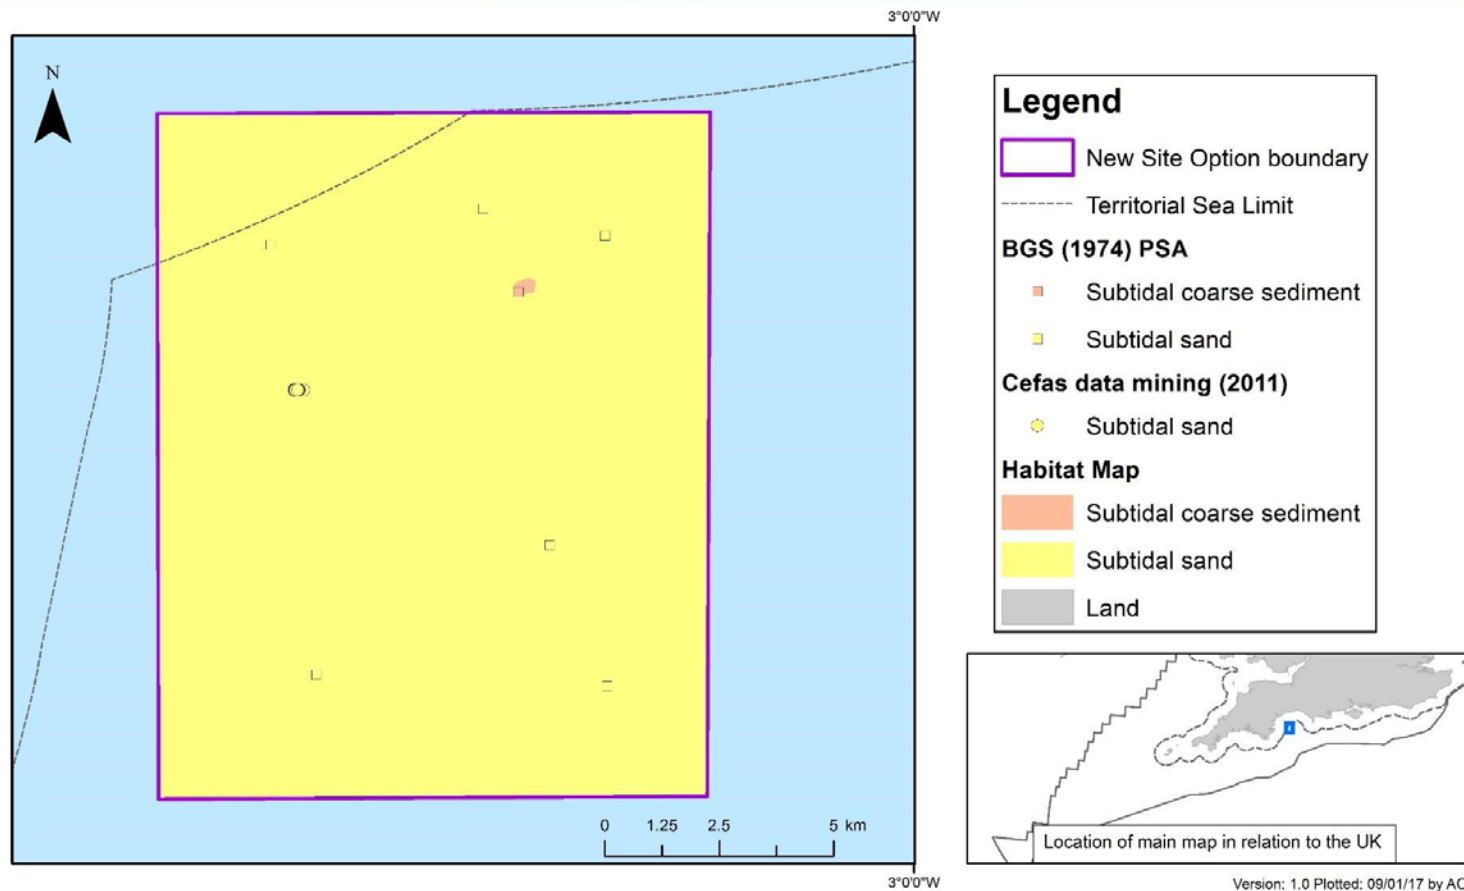 3°0'0"W
N
0 1.25 2.5 5 km
3°0'0"W
Legend
New Site Option boundary
Territorial Sea Limit
BGS (1974) PSA
Subtidal coarse sediment
Subtidal sand
Cefas data mining (2011)
Subtidal sand
Habitat Map
Subtidal coarse sediment
Subtidal sand
Land
Location of main map in relation to the UK
Version: 1.0 Plotted: 09/01/17 by AC